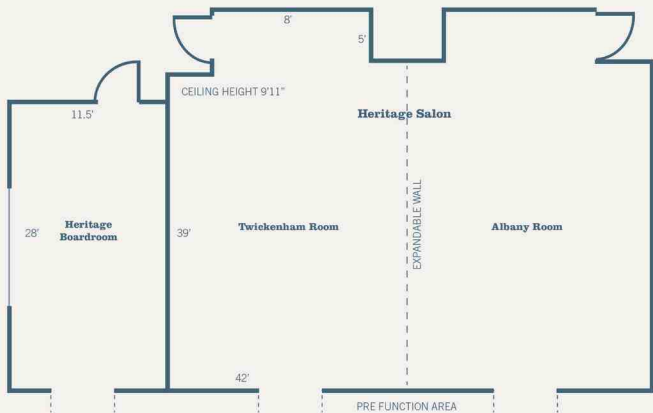 8'
5'
CEILING HEIGHT 9'11"
11.5'
Heritage Salon
28'
Heritage
Boardroom
39'
Twickenham Room
EXPANDABLE WALL
Albany Room
42'
PRE FUNCTION AREA